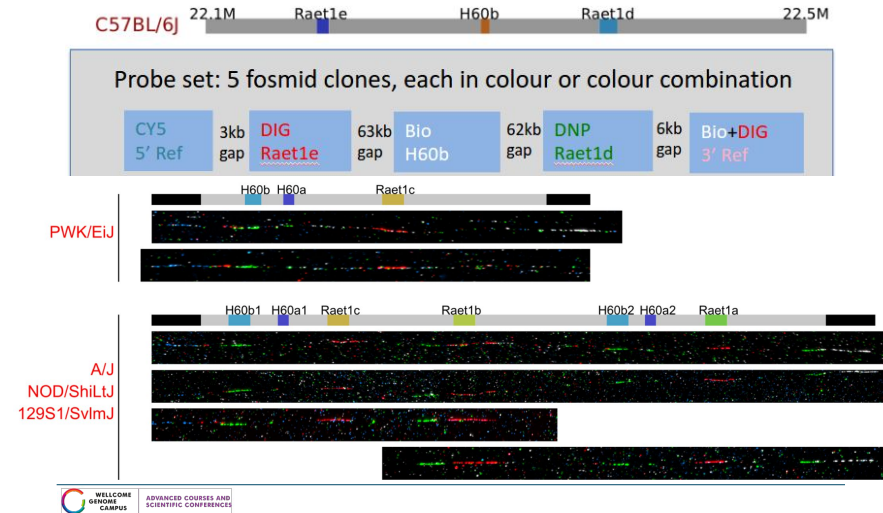 C57BL/6J 22.1M Raet1e H60b Raet1d 22.5M
Probe set: 5 fosmid clones, each in colour or colour combination
CY5
5' Ref
3kb
gap
DIG
Raet1e
63kb
gap
Bio
H60b
62kb
gap
DNP
Raet1d
6kb
gap
Bio+DIG
3' Ref
H60b H60a Raet1c
PWK/EiJ
H60b1 H60a1 Raet1c Raet1b H60b2 H60a2 Raet1a
A/J
NOD/ShiLtJ
129S1/SvImJ
WELLCOME
GENOME
CAMPUS
ADVANCED COURSES AND
SCIENTIFIC CONFERENCES